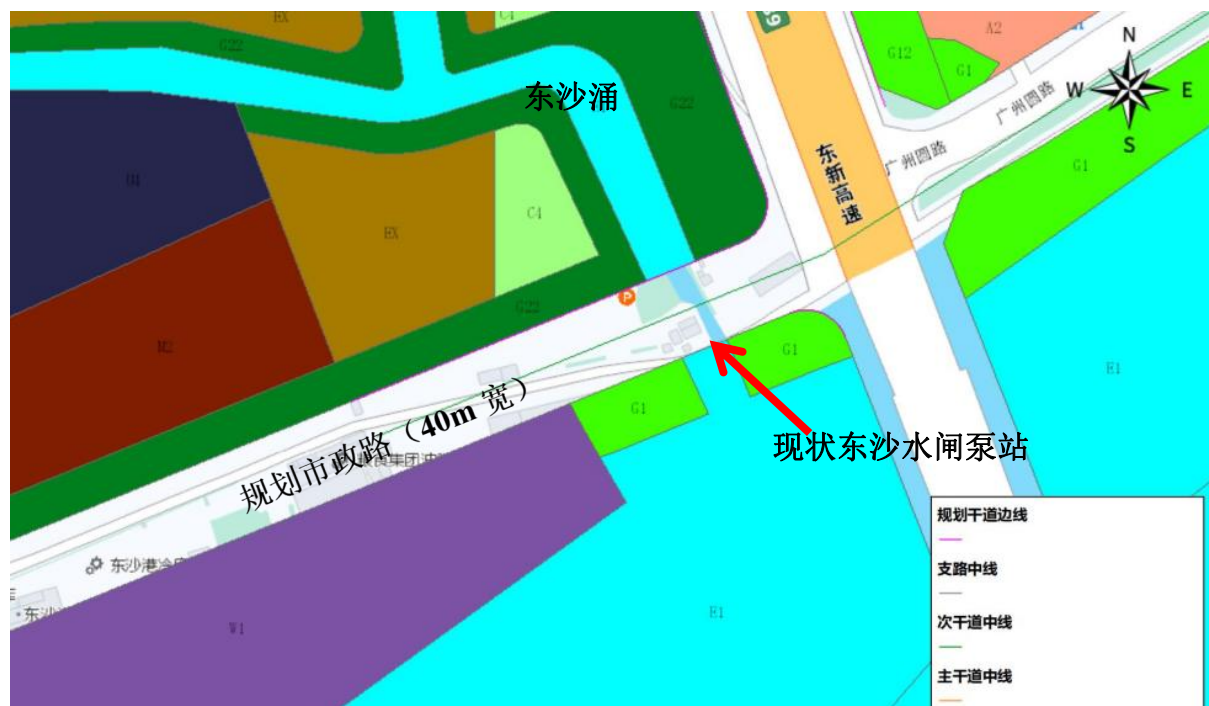 EX
C4
G22
S9
A2
G12
G1
N
W
E
S
东沙涌
G22
广州圆路
广州圆路
东新高速
G1
C4
EX
G22
P
M2
G1
G1
E1
现状东沙水闸泵站
规划市政路（40m 宽）
东沙港冷
W1
E1
规划干道边线
支路中线
次干道中线
主干道中线